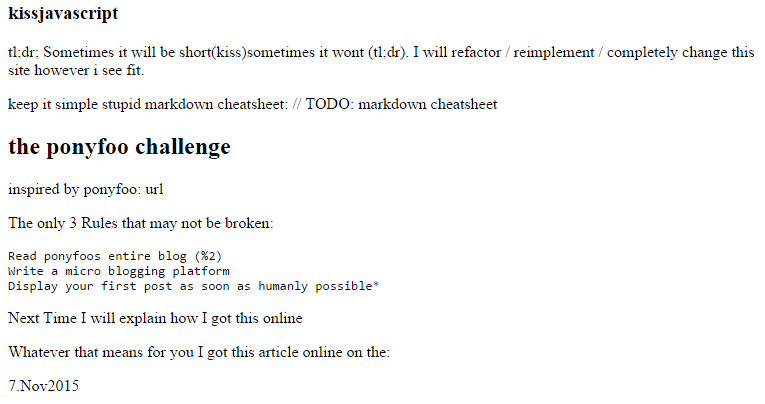 kissjavascript
tl;dr; Sometimes it will be short(kiss)sometimes it wont (tl;dr). I will refactor / reimplement / completely change this
site however i see fit.
keep it simple stupid markdown cheatsheet: // TODO: markdown cheatsheet
the ponyfoo challenge
inspired by ponyfoo: url
The only 3 Rules that may not be broken:
Read ponyfoos entire blog (%2)
Write a micro blogging platform
Display your first post as soon as humanly possible*
Next Time I will explain how I got this online
Whatever that means for you I got this article online on the:
7.Nov2015